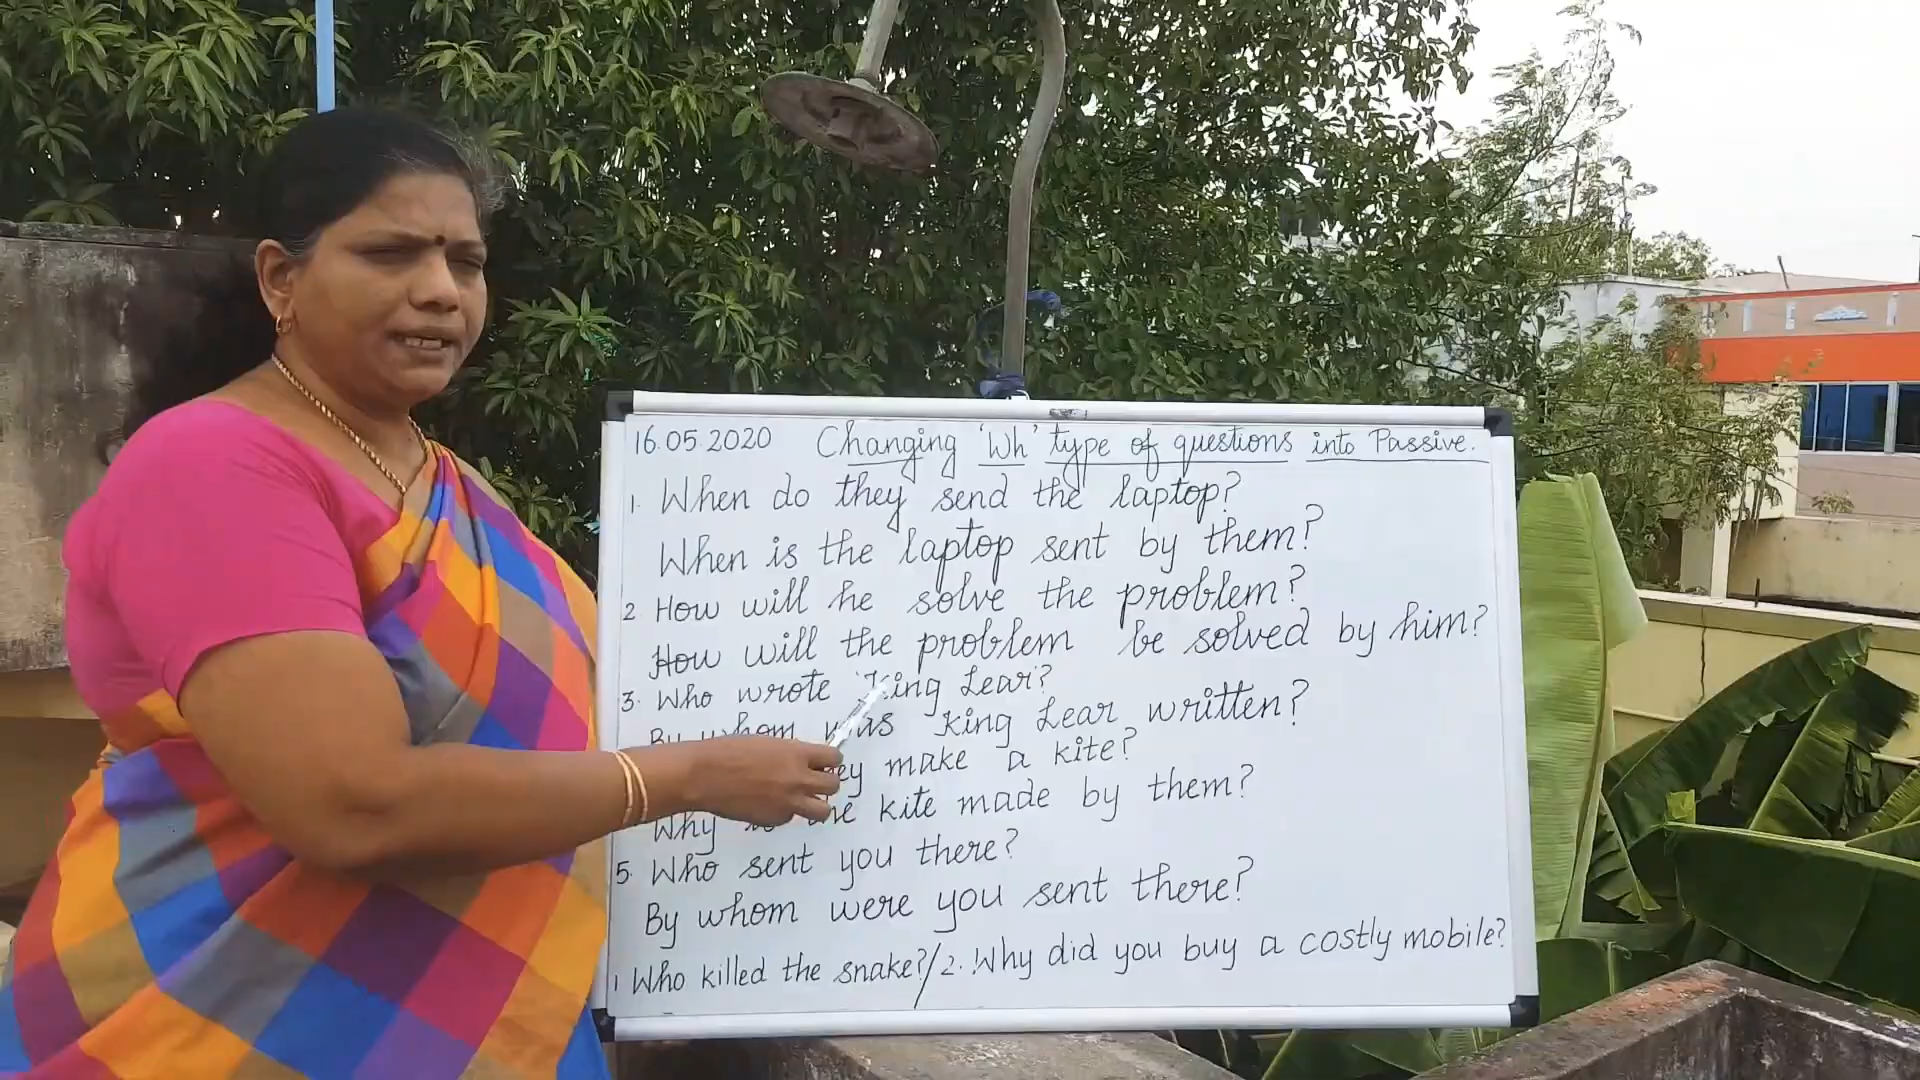 16.05.2020 Changing 'Wh' type of questions into Passive.
1. When do they send the laptop?
When is the laptop sent by them?
2 How will he solve the problem?
How will the problem be solved by him?
3. Who wrote 'King Lear?
By whom was King Lear written?
make a kite?
Why the kite made by them?
5. Who sent you there?
By whom were you sent there?
1 Who killed the snake?/2. Why did you buy a costly mobile?